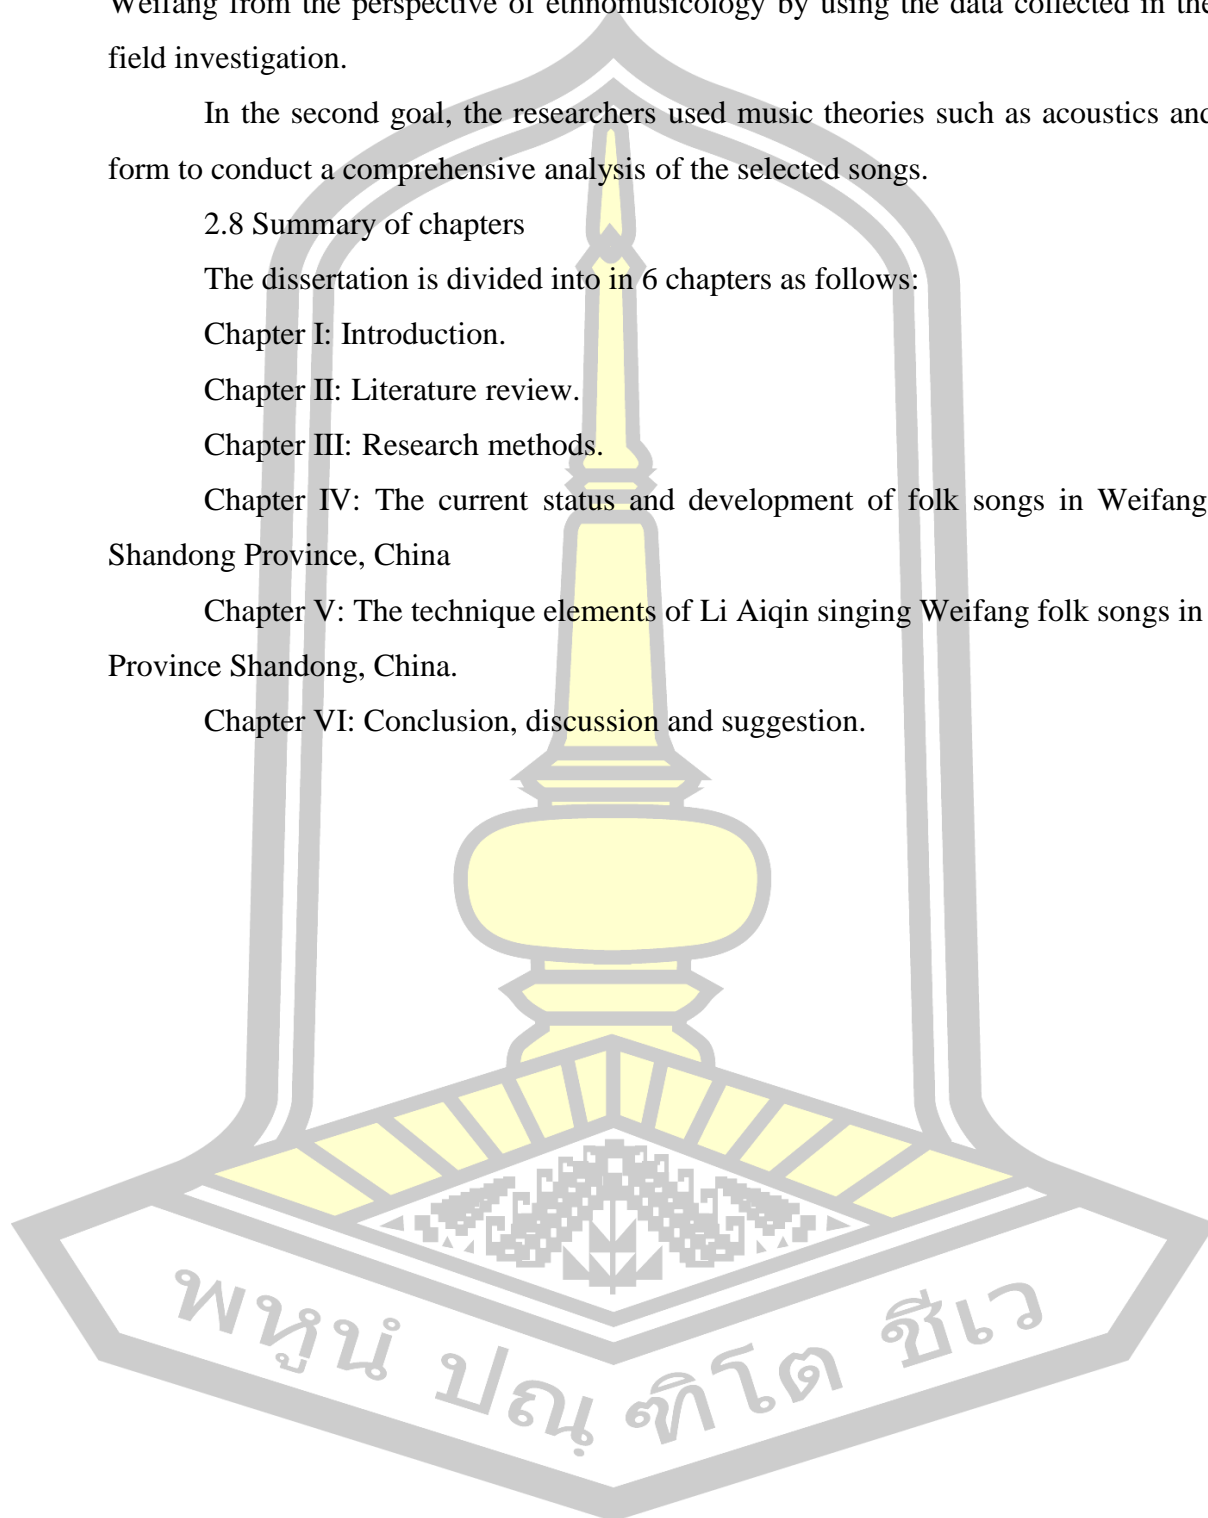 Weifang from the perspective of ethnomusicology by using the data collected in the
field investigation.
In the second goal, the researchers used music theories such as acoustics and
form to conduct a comprehensive analysis of the selected songs.
2.8 Summary of chapters
The dissertation is divided into in 6 chapters as follows:
Chapter I: Introduction.
Chapter II: Literature review.
Chapter III: Research methods.
Chapter IV: The current status and development of folk songs in Weifang
Shandong Province, China
Chapter V: The technique elements of Li Aiqin singing Weifang folk songs in
Province Shandong, China.
Chapter VI: Conclusion, discussion and suggestion.
พหูนํ ปณฺฑิโต ชีเว